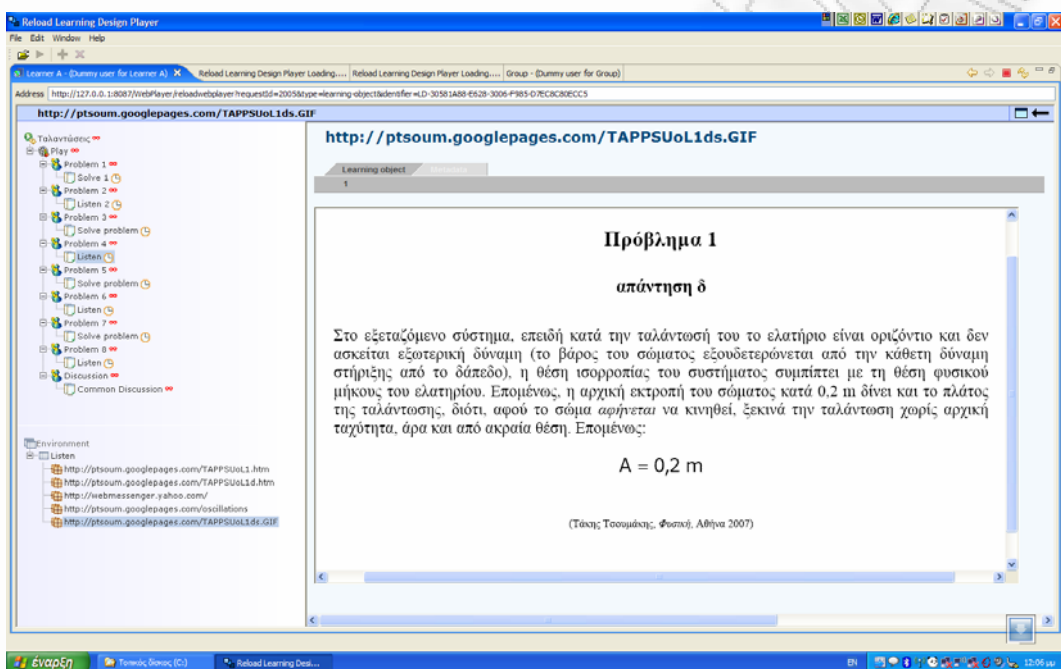 Reload Learning Design Player
File Edit Window Help
Learner A - (Dummy user for Learner A) Reload Learning Design Player Loading.... Reload Learning Design Player Loading.... Group - (Dummy user for Group)
Address http://127.0.0.1:8087/WebPlayer/reloadwebplayer?requestId=2005&type=learning-object&identifier=LD-30581A88-E628-3006-F985-D7EC8C80ECC5
http://ptsoum.googlepages.com/TAPPSUoL1ds.GIF
Ταλαντώσεις
Play
Problem 1
Solve 1
Problem 2
Listen 2
Problem 3
Solve problem
Problem 4
Listen
Problem 5
Solve problem
Problem 6
Listen
Problem 7
Solve problem
Problem 8
Listen
Discussion
Common Discussion
Environment
Listen
http://ptsoum.googlepages.com/TAPPSUoL1.htm
http://ptsoum.googlepages.com/TAPPSUoL1d.htm
http://webmessenger.yahoo.com/
http://ptsoum.googlepages.com/oscillations
http://ptsoum.googlepages.com/TAPPSUoL1ds.GIF
http://ptsoum.googlepages.com/TAPPSUoL1ds.GIF
Learning object
1
Πρόβλημα 1
απάντηση δ
Στο εξεταζόμενο σύστημα, επειδή κατά την ταλάντωσή του το ελατήριο είναι οριζόντιο και δεν
ασκείται εξωτερική δύναμη (το βάρος του σώματος εξουδετερώνεται από την κάθετη δύναμη
στήριξης από το δάπεδο), η θέση ισορροπίας του συστήματος συμπίπτει με τη θέση φυσικού
μήκους του ελατηρίου. Επομένως, η αρχική εκτροπή του σώματος κατά 0,2 m δίνει και το πλάτος
της ταλάντωσης, διότι, αφού το σώμα αφήνεται να κινηθεί, ξεκινά την ταλάντωση χωρίς αρχική
ταχύτητα, άρα και από ακραία θέση. Επομένως:
A = 0,2 m
(Τάκης Τσουμάκης, Φυσική, Αθήνα 2007)
έναρξη Τοπικός δίσκος (C:) Reload Learning Desi... EN 12:06 μμ